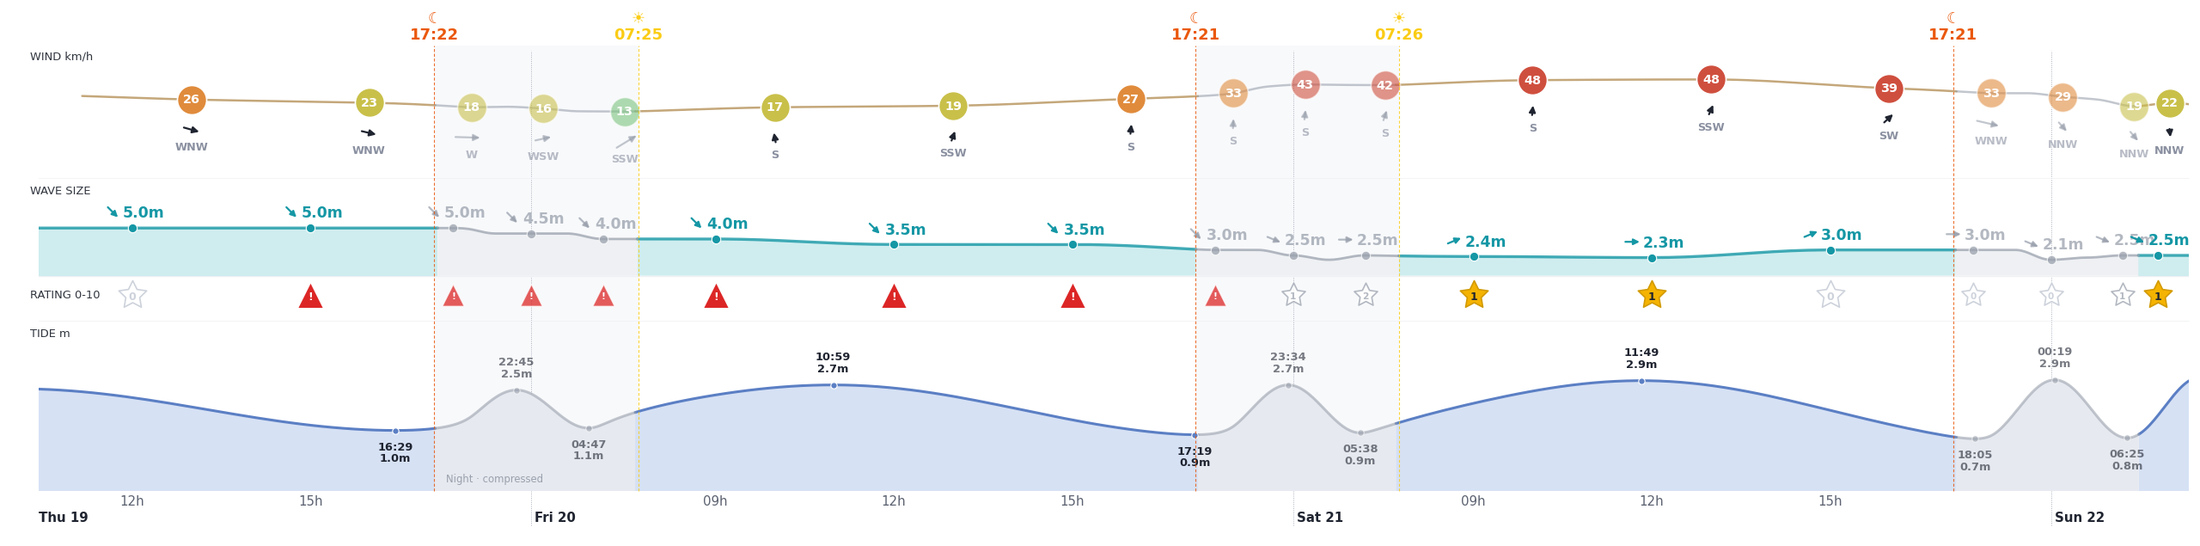 ☾ ☀ ☾ ☀ ☾
17:22 07:25 17:21 07:26 17:21
WIND km/h
26 23 18 16 13 17 19 27 33 43 42 48 48 39 33 29 19 22
WNW WNW W WSW SSW S SSW S S S S S SSW SW WNW NNW NNW NNW
WAVE SIZE
5.0m 5.0m 5.0m 4.5m 4.0m 4.0m 3.5m 3.5m 3.0m 2.5m 2.5m 2.4m 2.3m 3.0m 3.0m 2.1m 2.5m 2.5m
RATING 0-10
0 ! ! ! ! ! ! ! ! 1 2 1 1 0 0 0 1 1
TIDE m
16:29
1.0m
22:45
2.5m
04:47
1.1m
10:59
2.7m
17:19
0.9m
23:34
2.7m
05:38
0.9m
11:49
2.9m
18:05
0.7m
00:19
2.9m
06:25
0.8m
Night · compressed
12h 15h 09h 12h 15h 09h 12h 15h
Thu 19 Fri 20 Sat 21 Sun 22